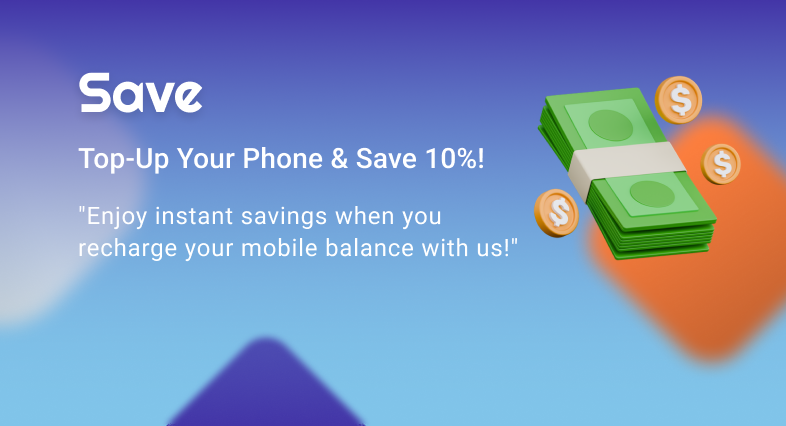 Save
Top-Up Your Phone & Save 10%!
"Enjoy instant savings when you
recharge your mobile balance with us!"
$
$
$